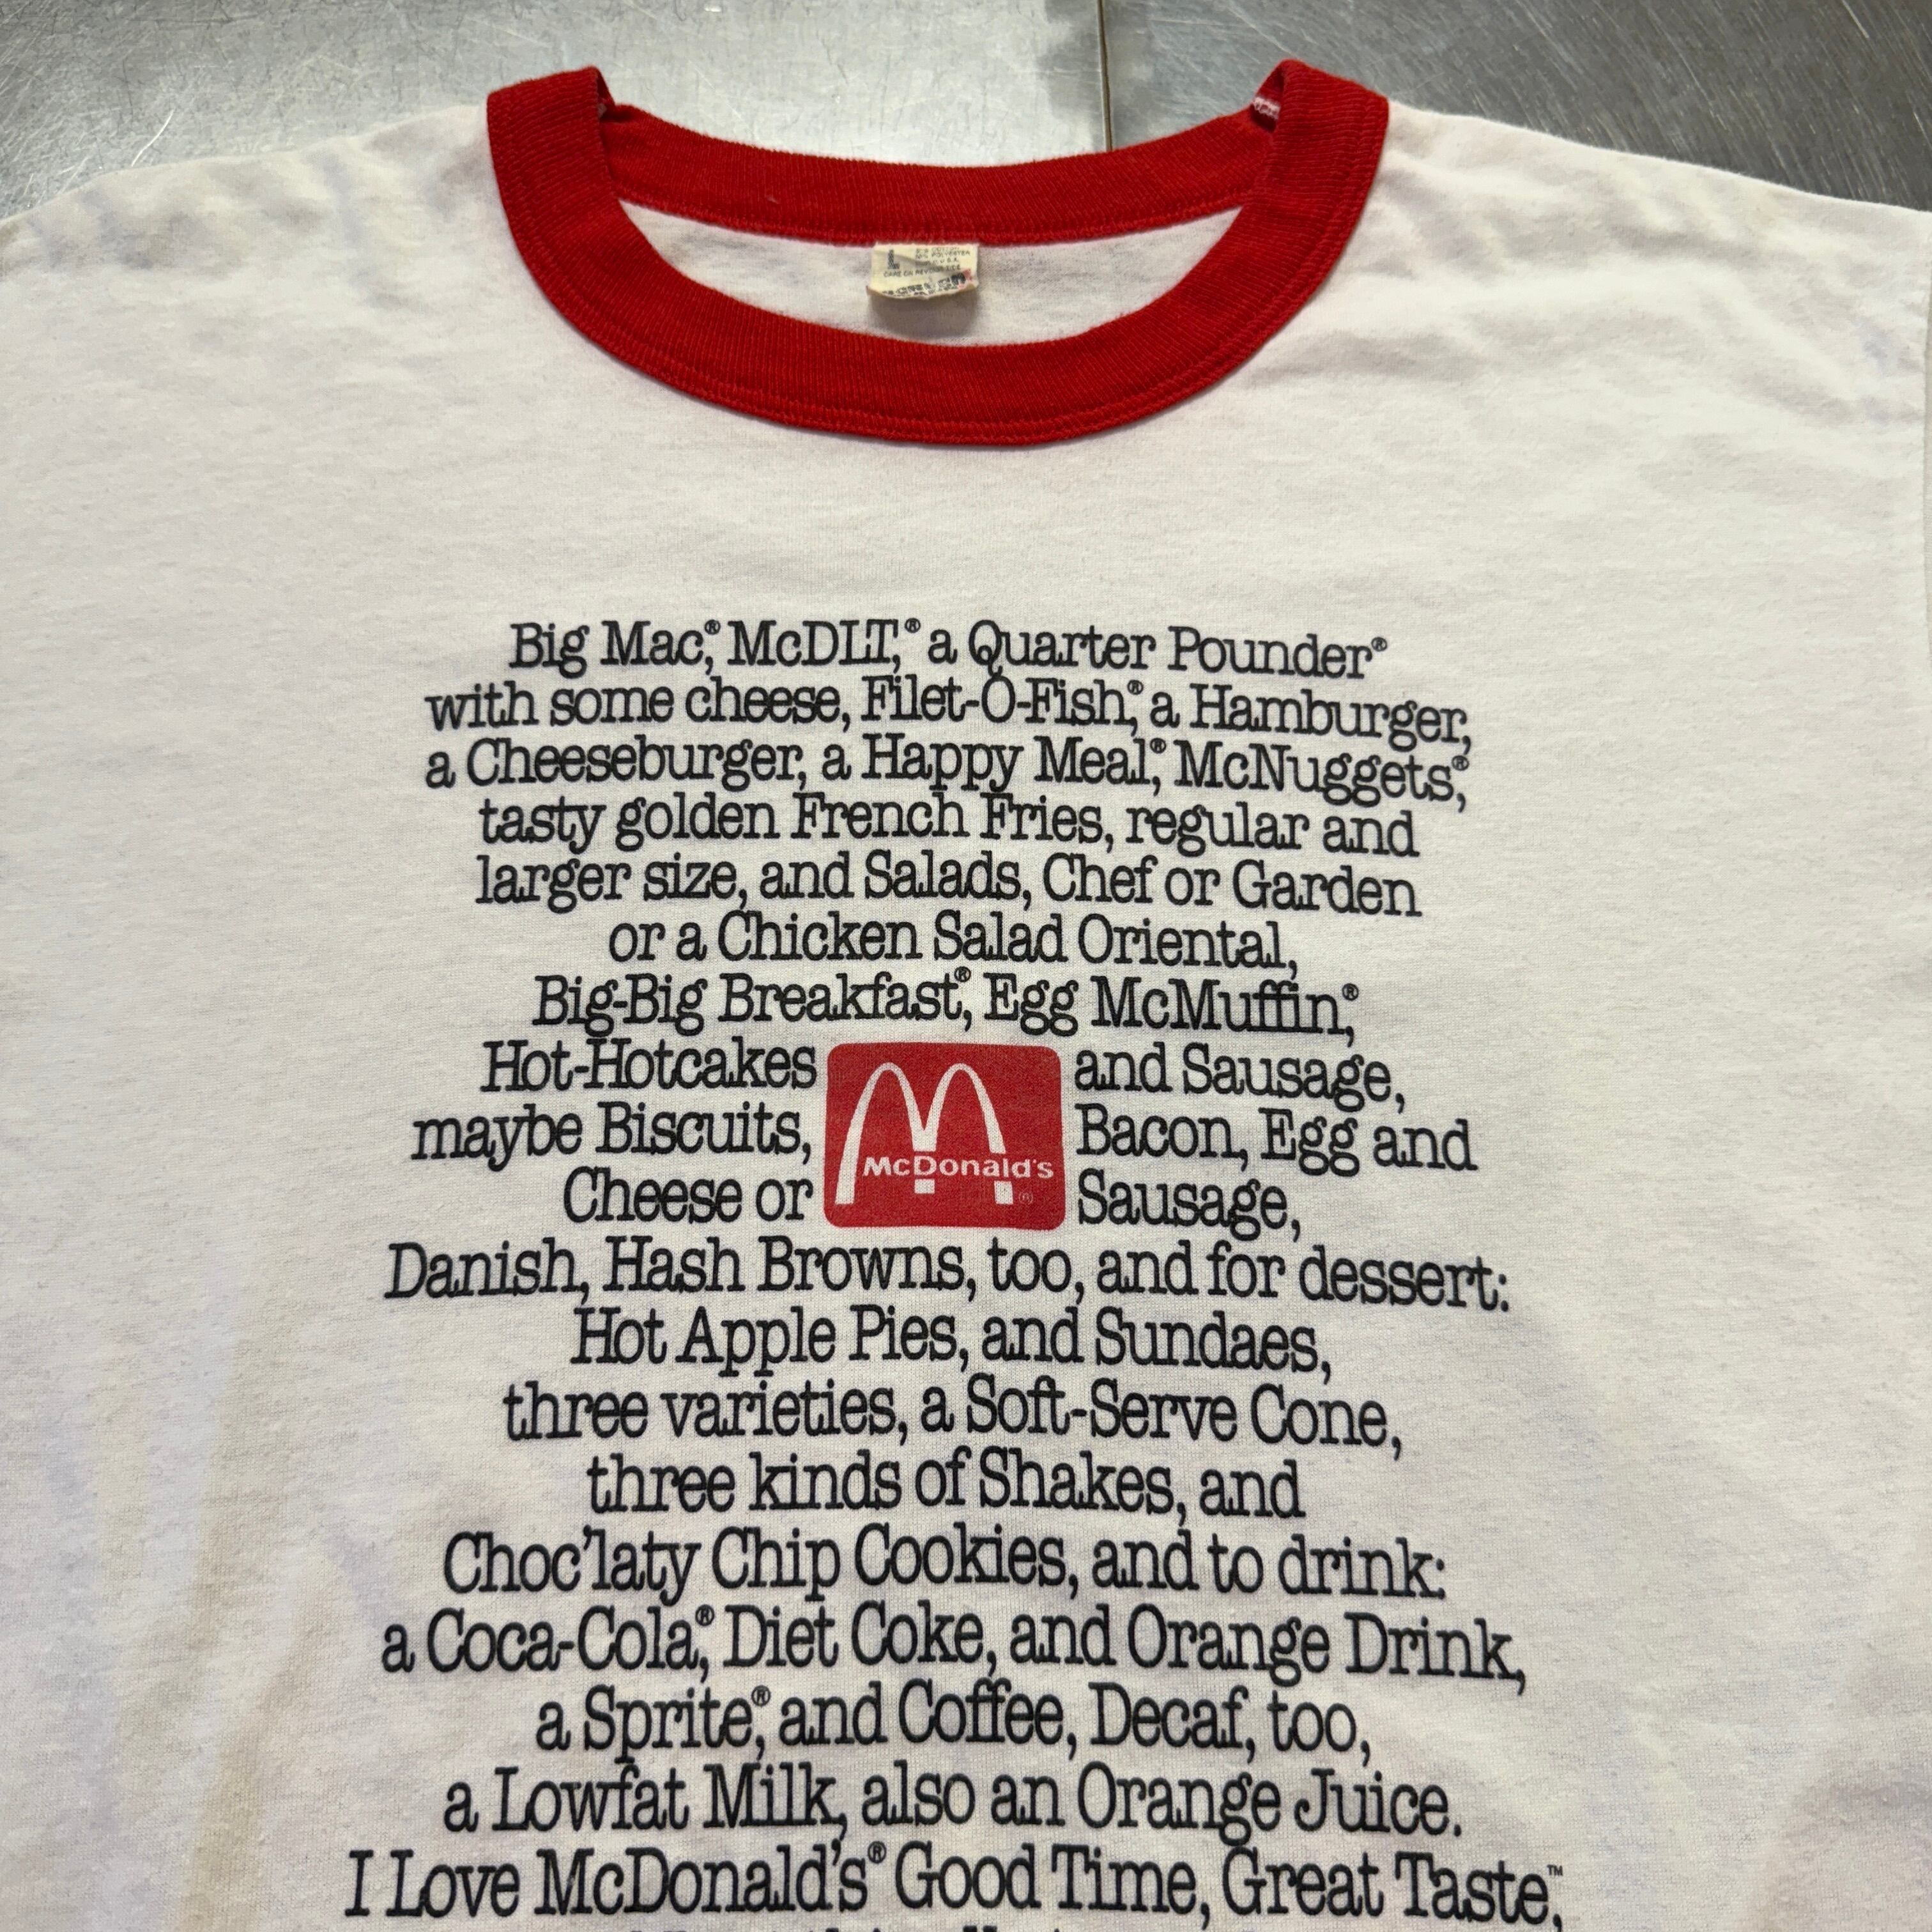 L
POLYESTER
CARE ON REVERSE SIDE
Big Mac®, McDLT,® a Quarter Pounder®
with some cheese, Filet-O-Fish®, a Hamburger,
a Cheeseburger, a Happy Meal®, McNuggets®,
tasty golden French Fries, regular and
larger size, and Salads, Chef or Garden
or a Chicken Salad Oriental,
Big-Big Breakfast®, Egg McMuffin,®
Hot-Hotcakes and Sausage,
maybe Biscuits, Bacon, Egg and
Cheese or Sausage,
McDonald's ®
Danish, Hash Browns, too, and for dessert:
Hot Apple Pies, and Sundaes,
three varieties, a Soft-Serve Cone,
three kinds of Shakes, and
Choc'laty Chip Cookies, and to drink:
a Coca-Cola®, Diet Coke, and Orange Drink,
a Sprite®, and Coffee, Decaf, too,
a Lowfat Milk, also an Orange Juice.
I Love McDonald's® Good Time, Great Taste,™